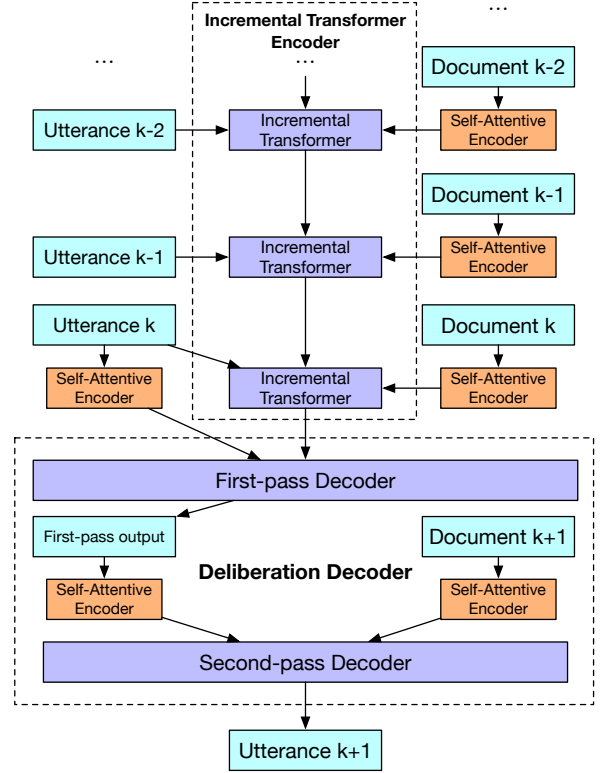 ...
Incremental Transformer
Encoder
...
...
Document k-2
Utterance k-2
Incremental
Transformer
Self-Attentive
Encoder
Document k-1
Utterance k-1
Incremental
Transformer
Self-Attentive
Encoder
Utterance k
Document k
Self-Attentive
Encoder
Incremental
Transformer
Self-Attentive
Encoder
First-pass Decoder
First-pass output
Document k+1
Deliberation Decoder
Self-Attentive
Encoder
Self-Attentive
Encoder
Second-pass Decoder
Utterance k+1